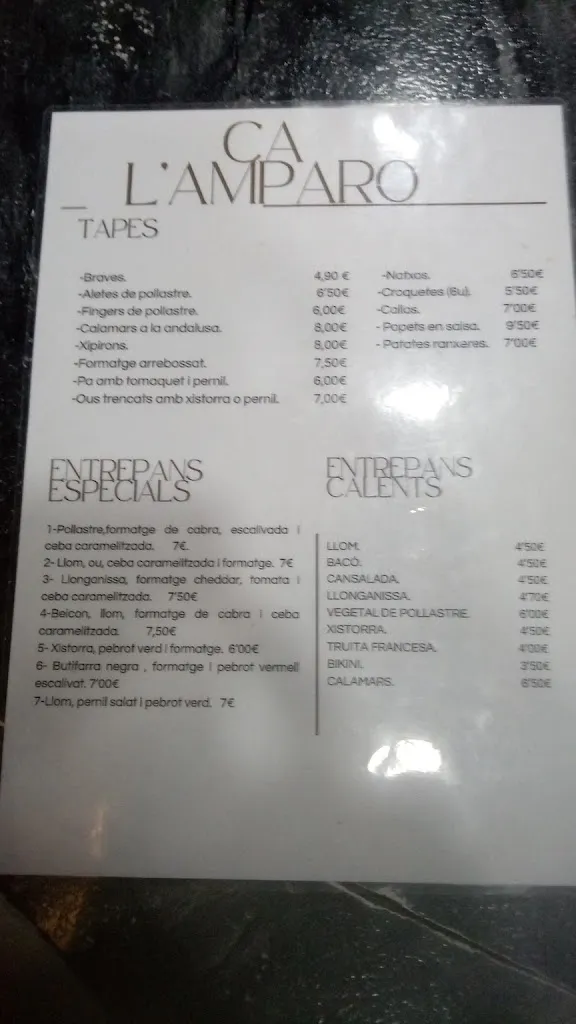 CA
L'AMPARO
TAPES
-Braves. 4,90 €
-Aletes de pollastre. 6'50€
-Fingers de pollastre. 6,00€
-Calamars a la andalusa. 8,00€
-Xipirons. 8,00€
-Formatge arrebossat. 7,50€
-Pa amb tomaquet i pernil. 6,00€
-Ous trencats amb xistorra o pernil. 7,00€
-Natxos. 6'50€
-Croquetes (6u). 5'50€
-Callos. 7'00€
- Popets en salsa. 9'50€
- Patates ranxeres. 7'00€
ENTREPANS
ESPECIALS
1-Pollastre,formatge de cabra, escalivada i
ceba caramelitzada. 7€.
2- Llom, ou, ceba caramelitzada i formatge. 7€
3- Llonganissa, formatge cheddar, tomata i
ceba caramelitzada. 7'50€
4-Beicon, llom, formatge de cabra i ceba
caramelitzada. 7,50€
5- Xistorra, pebrot verd i formatge. 6'00€
6- Butifarra negra , formatge i pebrot vermell
escalivat. 7'00€
7-Llom, pernil salat i pebrot verd. 7€
ENTREPANS
CALENTS
LLOM. 4'50€
BACÓ. 4'50€
CANSALADA. 4'50€
LLONGANISSA. 4'70€
VEGETAL DE POLLASTRE. 6'00€
XISTORRA. 4'50€
TRUITA FRANCESA. 4'00€
BIKINI. 3'50€
CALAMARS. 6'50€